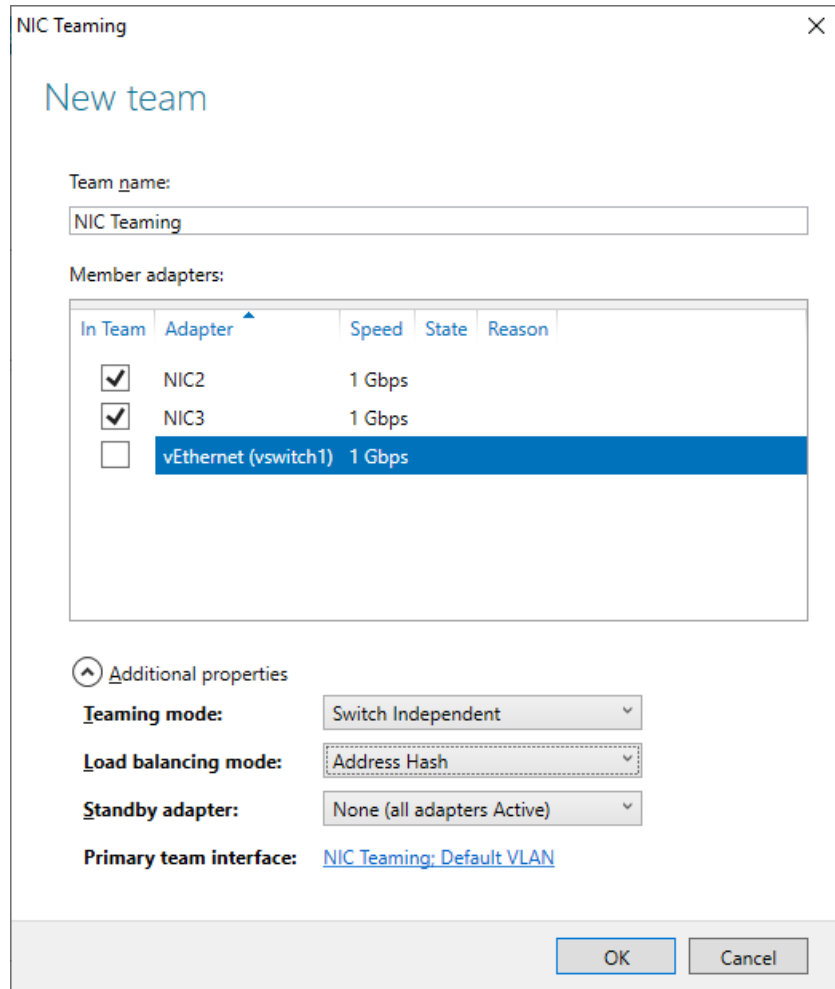 NIC Teaming
New team
Team name:
NIC Teaming
Member adapters:
In Team Adapter Speed State Reason
NIC2 1 Gbps
NIC3 1 Gbps
vEthernet (vswitch1) 1 Gbps
Additional properties
Teaming mode: Switch Independent
Load balancing mode: Address Hash
Standby adapter: None (all adapters Active)
Primary team interface: NIC Teaming; Default VLAN
OK Cancel